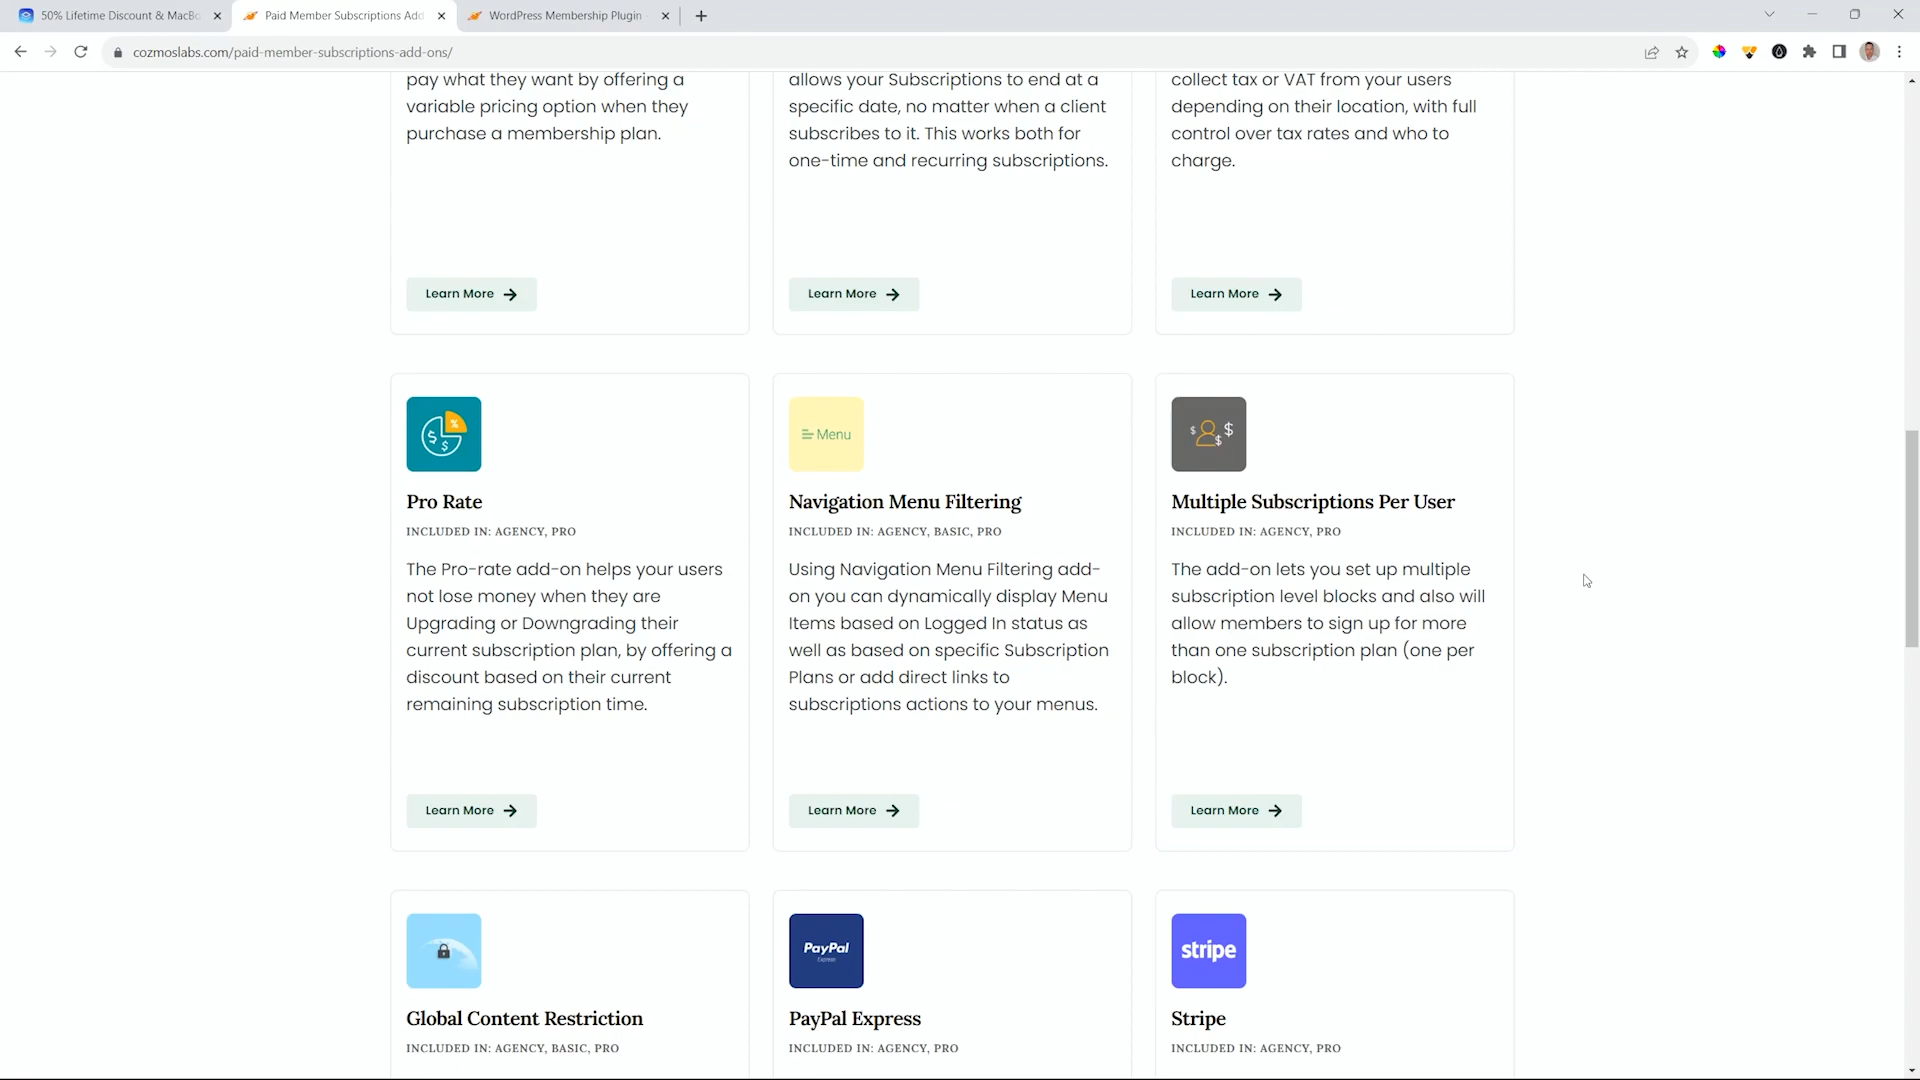 50% Lifetime Discount & MacBo
Paid Member Subscriptions Add
WordPress Membership Plugin
cozmoslabs.com/paid-member-subscriptions-add-ons/
pay what they want by offering a
variable pricing option when they
purchase a membership plan.
Learn More
allows your Subscriptions to end at a
specific date, no matter when a client
subscribes to it. This works both for
one-time and recurring subscriptions.
Learn More
collect tax or VAT from your users
depending on their location, with full
control over tax rates and who to
charge.
Learn More
Pro Rate
INCLUDED IN: AGENCY, PRO
The Pro-rate add-on helps your users
not lose money when they are
Upgrading or Downgrading their
current subscription plan, by offering a
discount based on their current
remaining subscription time.
Learn More
Menu
Navigation Menu Filtering
INCLUDED IN: AGENCY, BASIC, PRO
Using Navigation Menu Filtering add-
on you can dynamically display Menu
Items based on Logged In status as
well as based on specific Subscription
Plans or add direct links to
subscriptions actions to your menus.
Learn More
Multiple Subscriptions Per User
INCLUDED IN: AGENCY, PRO
The add-on lets you set up multiple
subscription level blocks and also will
allow members to sign up for more
than one subscription plan (one per
block).
Learn More
Global Content Restriction
INCLUDED IN: AGENCY, BASIC, PRO
PayPal
Express
PayPal Express
INCLUDED IN: AGENCY, PRO
stripe
Stripe
INCLUDED IN: AGENCY, PRO